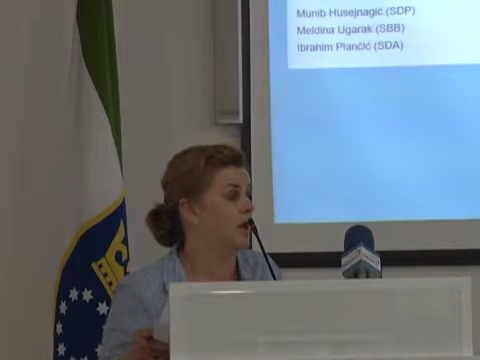 Munib Husejnagić (SDP)
Meldina Ugarak (SBB)
Ibrahim Plančić (SDA)